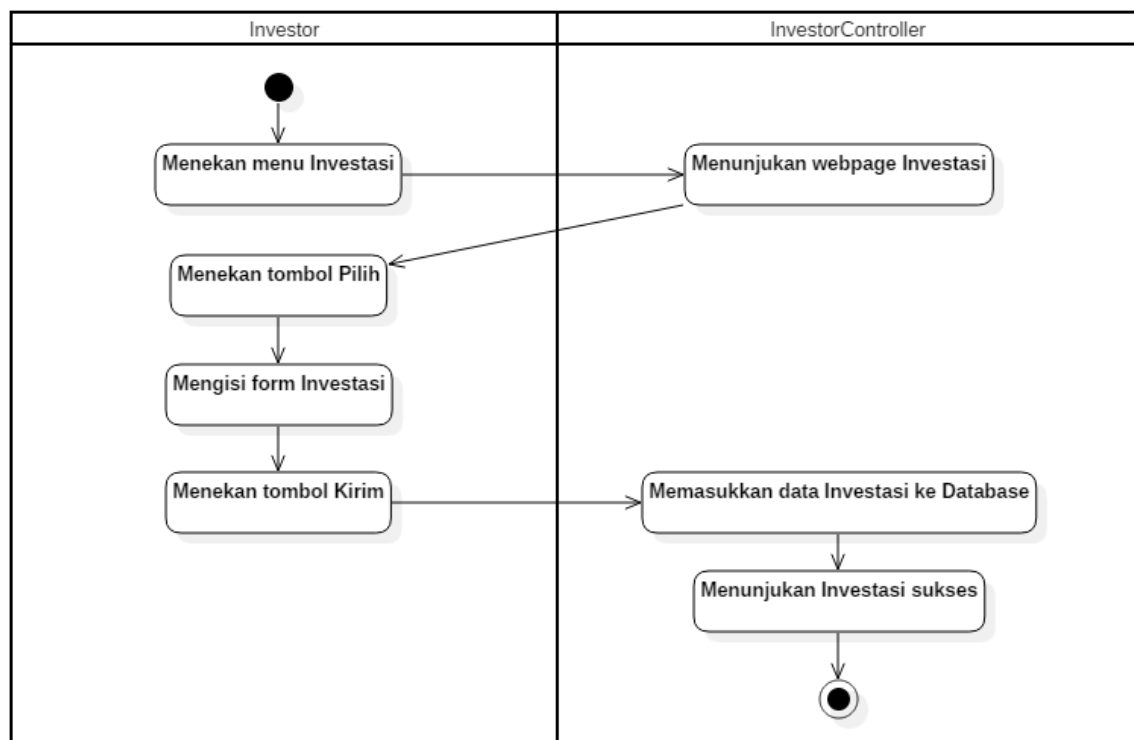 Investor
InvestorController
Menekan menu Investasi
Menunjukan webpage Investasi
Menekan tombol Pilih
Mengisi form Investasi
Menekan tombol Kirim
Memasukkan data Investasi ke Database
Menunjukan Investasi sukses